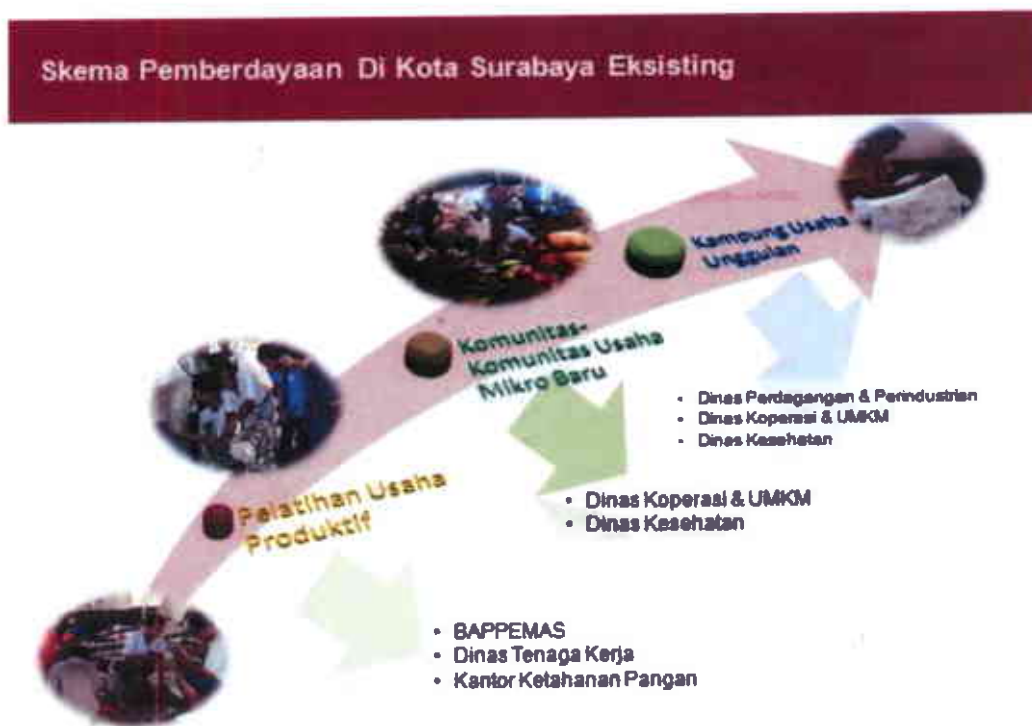 Skema Pemberdayaan Di Kota Surabaya Eksisting
Kampung Usaha
Unggulan
Komunitas-
Komunitas Usaha
Mikro Baru
• Dinas Perdagangan & Perindustrian
• Dinas Koperasi & UMKM
• Dinas Kesehatan
Pelatihan Usaha
Produktif
• Dinas Koperasi & UMKM
• Dinas Kesehatan
• BAPPEMAS
• Dinas Tenaga Kerja
• Kantor Ketahanan Pangan